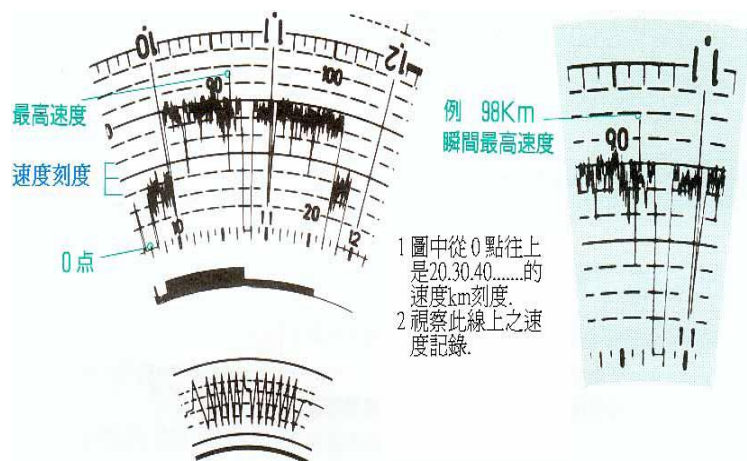 10
11
12
90
100
最高速度
速度刻度
0点
10
11
20
12
1 圖中從０點往上
是20.30.40.......的
速度km刻度.
2 視察此線上之速
度記錄.
11
例 98Km
瞬間最高速度
90
11